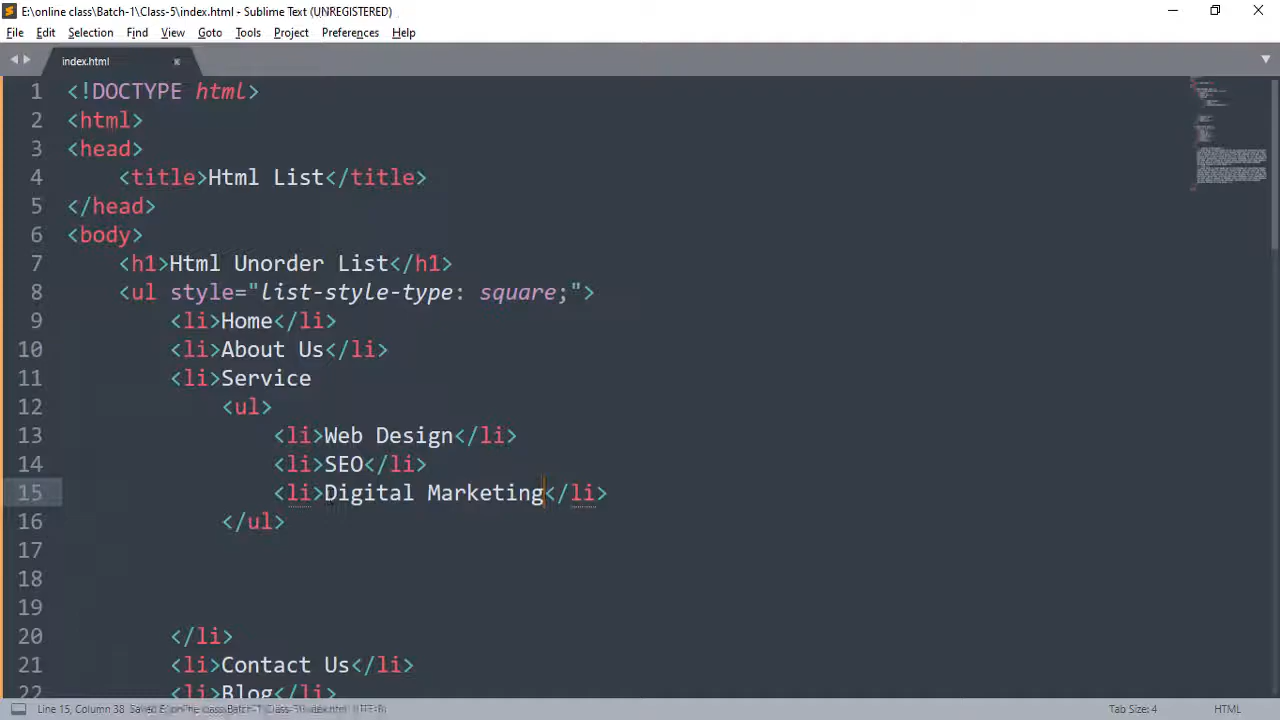 E:\online class\Batch-1\Class-5\index.html - Sublime Text (UNREGISTERED)
File Edit Selection Find View Goto Tools Project Preferences Help
index.html
1 <!DOCTYPE html>
2 <html>
3 <head>
4 <title>Html List</title>
5 </head>
6 <body>
7 <h1>Html Unorder List</h1>
8 <ul style="list-style-type: square;">
9 <li>Home</li>
10 <li>About Us</li>
11 <li>Service
12 <ul>
13 <li>Web Design</li>
14 <li>SEO</li>
15 <li>Digital Marketing</li>
16 </ul>
17
18
19
20 </li>
21 <li>Contact Us</li>
22 <li>Blog</li>
Line 15, Column 38 Tab Size: 4 HTML